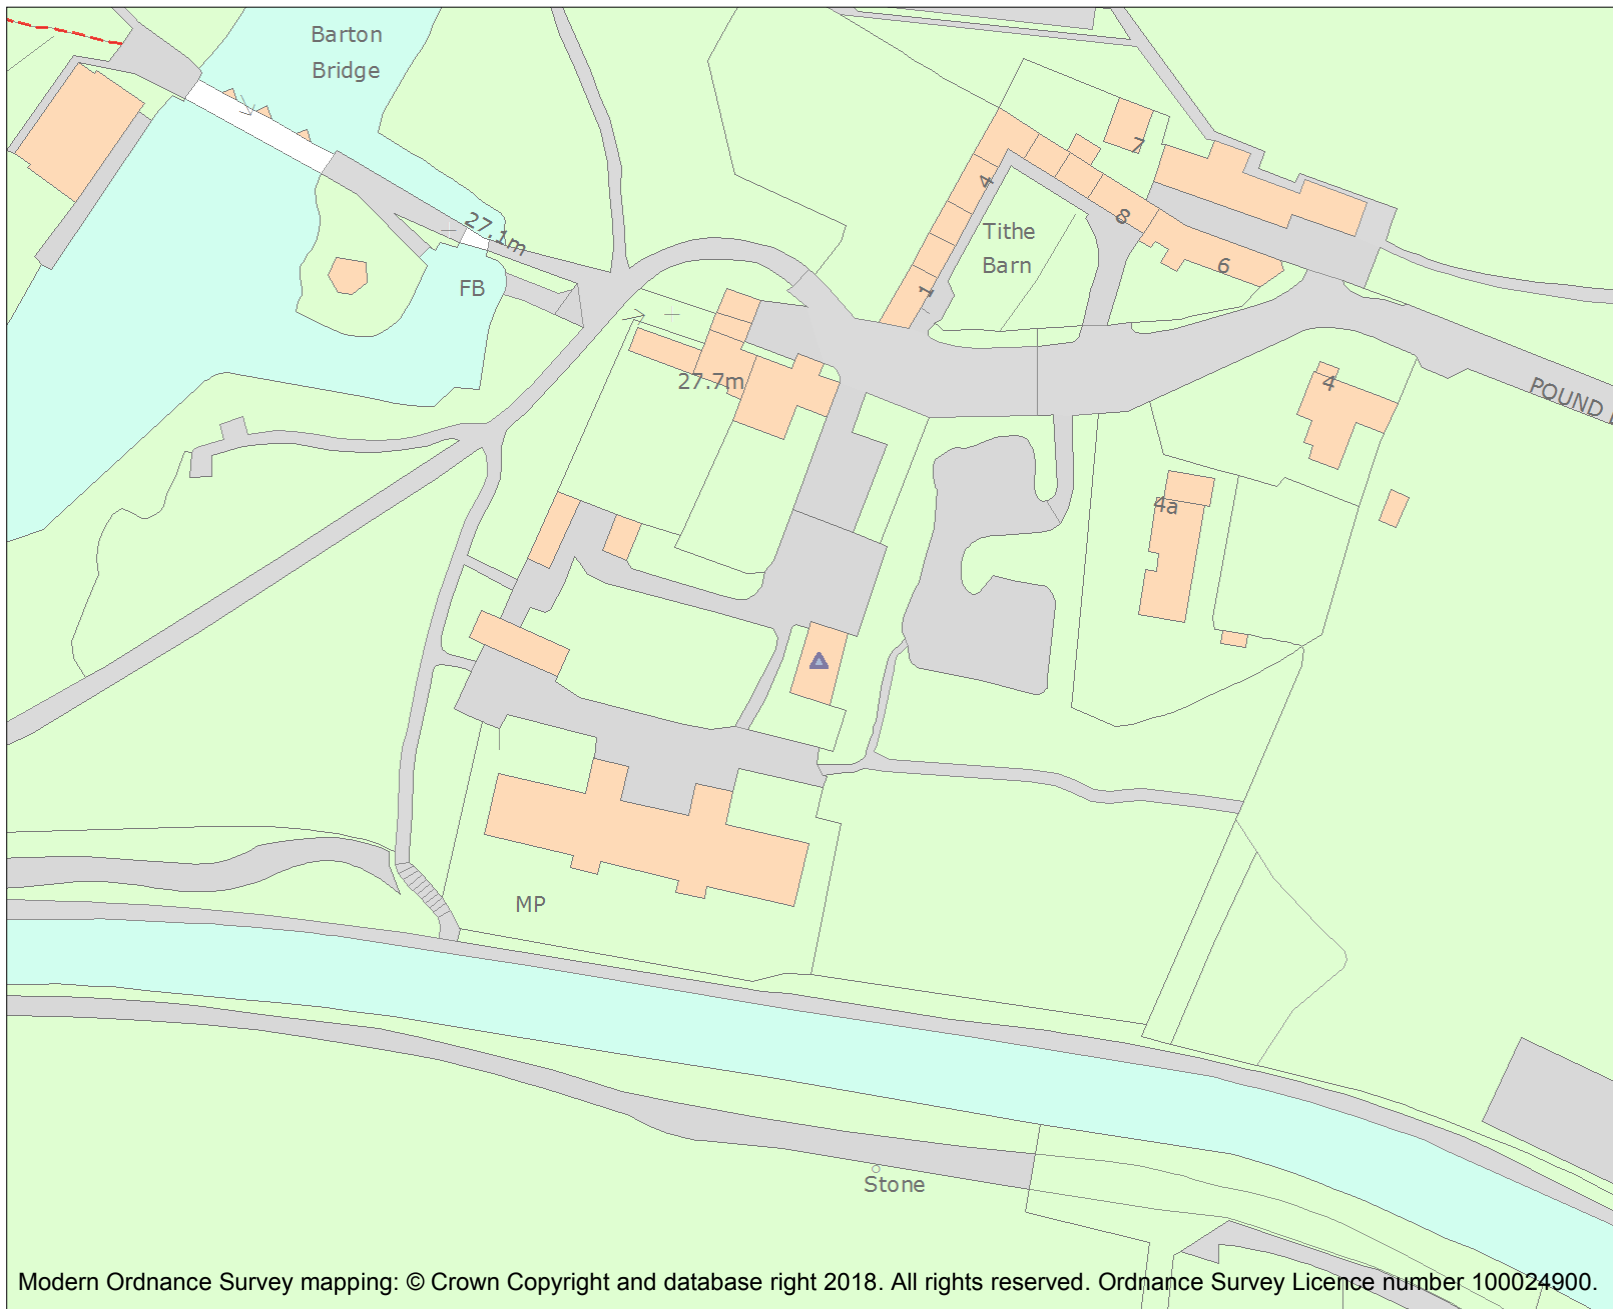 Barton
Bridge
7
4
27.1m
8
Tithe
Barn
6
FB
1
27.7m
4
POUND
4a
MP
Stone
Modern Ordnance Survey mapping: © Crown Copyright and database right 2018. All rights reserved. Ordnance Survey Licence number 100024900.